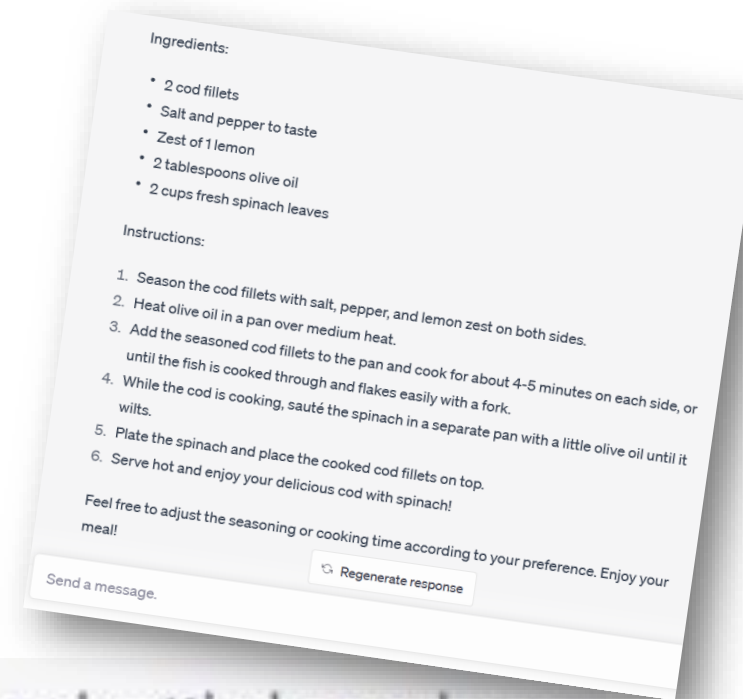 Ingredients:
• 2 cod fillets
• Salt and pepper to taste
• Zest of 1 lemon
• 2 tablespoons olive oil
• 2 cups fresh spinach leaves
Instructions:
1. Season the cod fillets with salt, pepper, and lemon zest on both sides.
2. Heat olive oil in a pan over medium heat.
3. Add the seasoned cod fillets to the pan and cook for about 4-5 minutes on each side, or
until the fish is cooked through and flakes easily with a fork.
4. While the cod is cooking, sauté the spinach in a separate pan with a little olive oil until it
wilts.
5. Plate the spinach and place the cooked cod fillets on top.
6. Serve hot and enjoy your delicious cod with spinach!
Feel free to adjust the seasoning or cooking time according to your preference. Enjoy your
meal!
Regenerate response
Send a message.